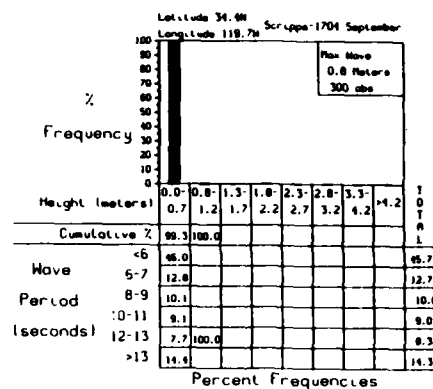 Latitude 34.4N
Longitude 119.7W
Scripps-1704 September
Max Wave
0.8 Meters
300 obs
100
90
80
70
60
50
40
30
20
10
0
% Frequency
Height (meters) 0.0-0.7 0.8-1.2 1.3-1.7 1.8-2.2 2.3-2.7 2.8-3.2 3.3-4.2 >4.2 TOTAL
Cumulative % 99.3 100.0
Wave Period (seconds)
<6 46.0 45.7
6-7 12.8 12.7
8-9 10.1
10-11 9.1 9.0
12-13 7.7 100.0 8.3
>13 14.4 14.3
Percent Frequencies